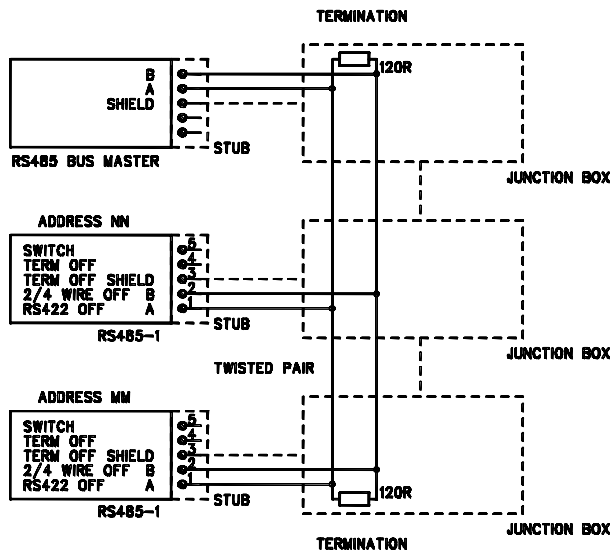 TERMINATION
120R
B
A
SHIELD
STUB
RS485 BUS MASTER
JUNCTION BOX
ADDRESS NN
SWITCH 5
TERM OFF 4
TERM OFF SHIELD 3
2/4 WIRE OFF B 2
RS422 OFF A 1
STUB
RS485-1
JUNCTION BOX
TWISTED PAIR
ADDRESS MM
SWITCH 5
TERM OFF 4
TERM OFF SHIELD 3
2/4 WIRE OFF B 2
RS422 OFF A 1
120R
STUB
RS485-1
JUNCTION BOX
TERMINATION